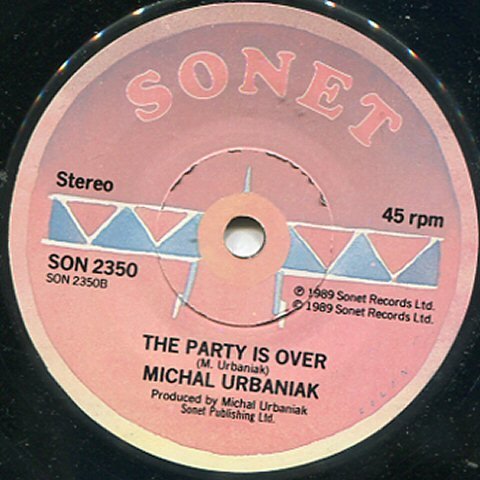 SONET
Stereo
45 rpm
SON 2350
SON 2350B
℗ 1989 Sonet Records Ltd.
© 1989 Sonet Records Ltd.
THE PARTY IS OVER
(M. Urbaniak)
MICHAL URBANIAK
Produced by Michal Urbaniak
Sonet Publishing Ltd.